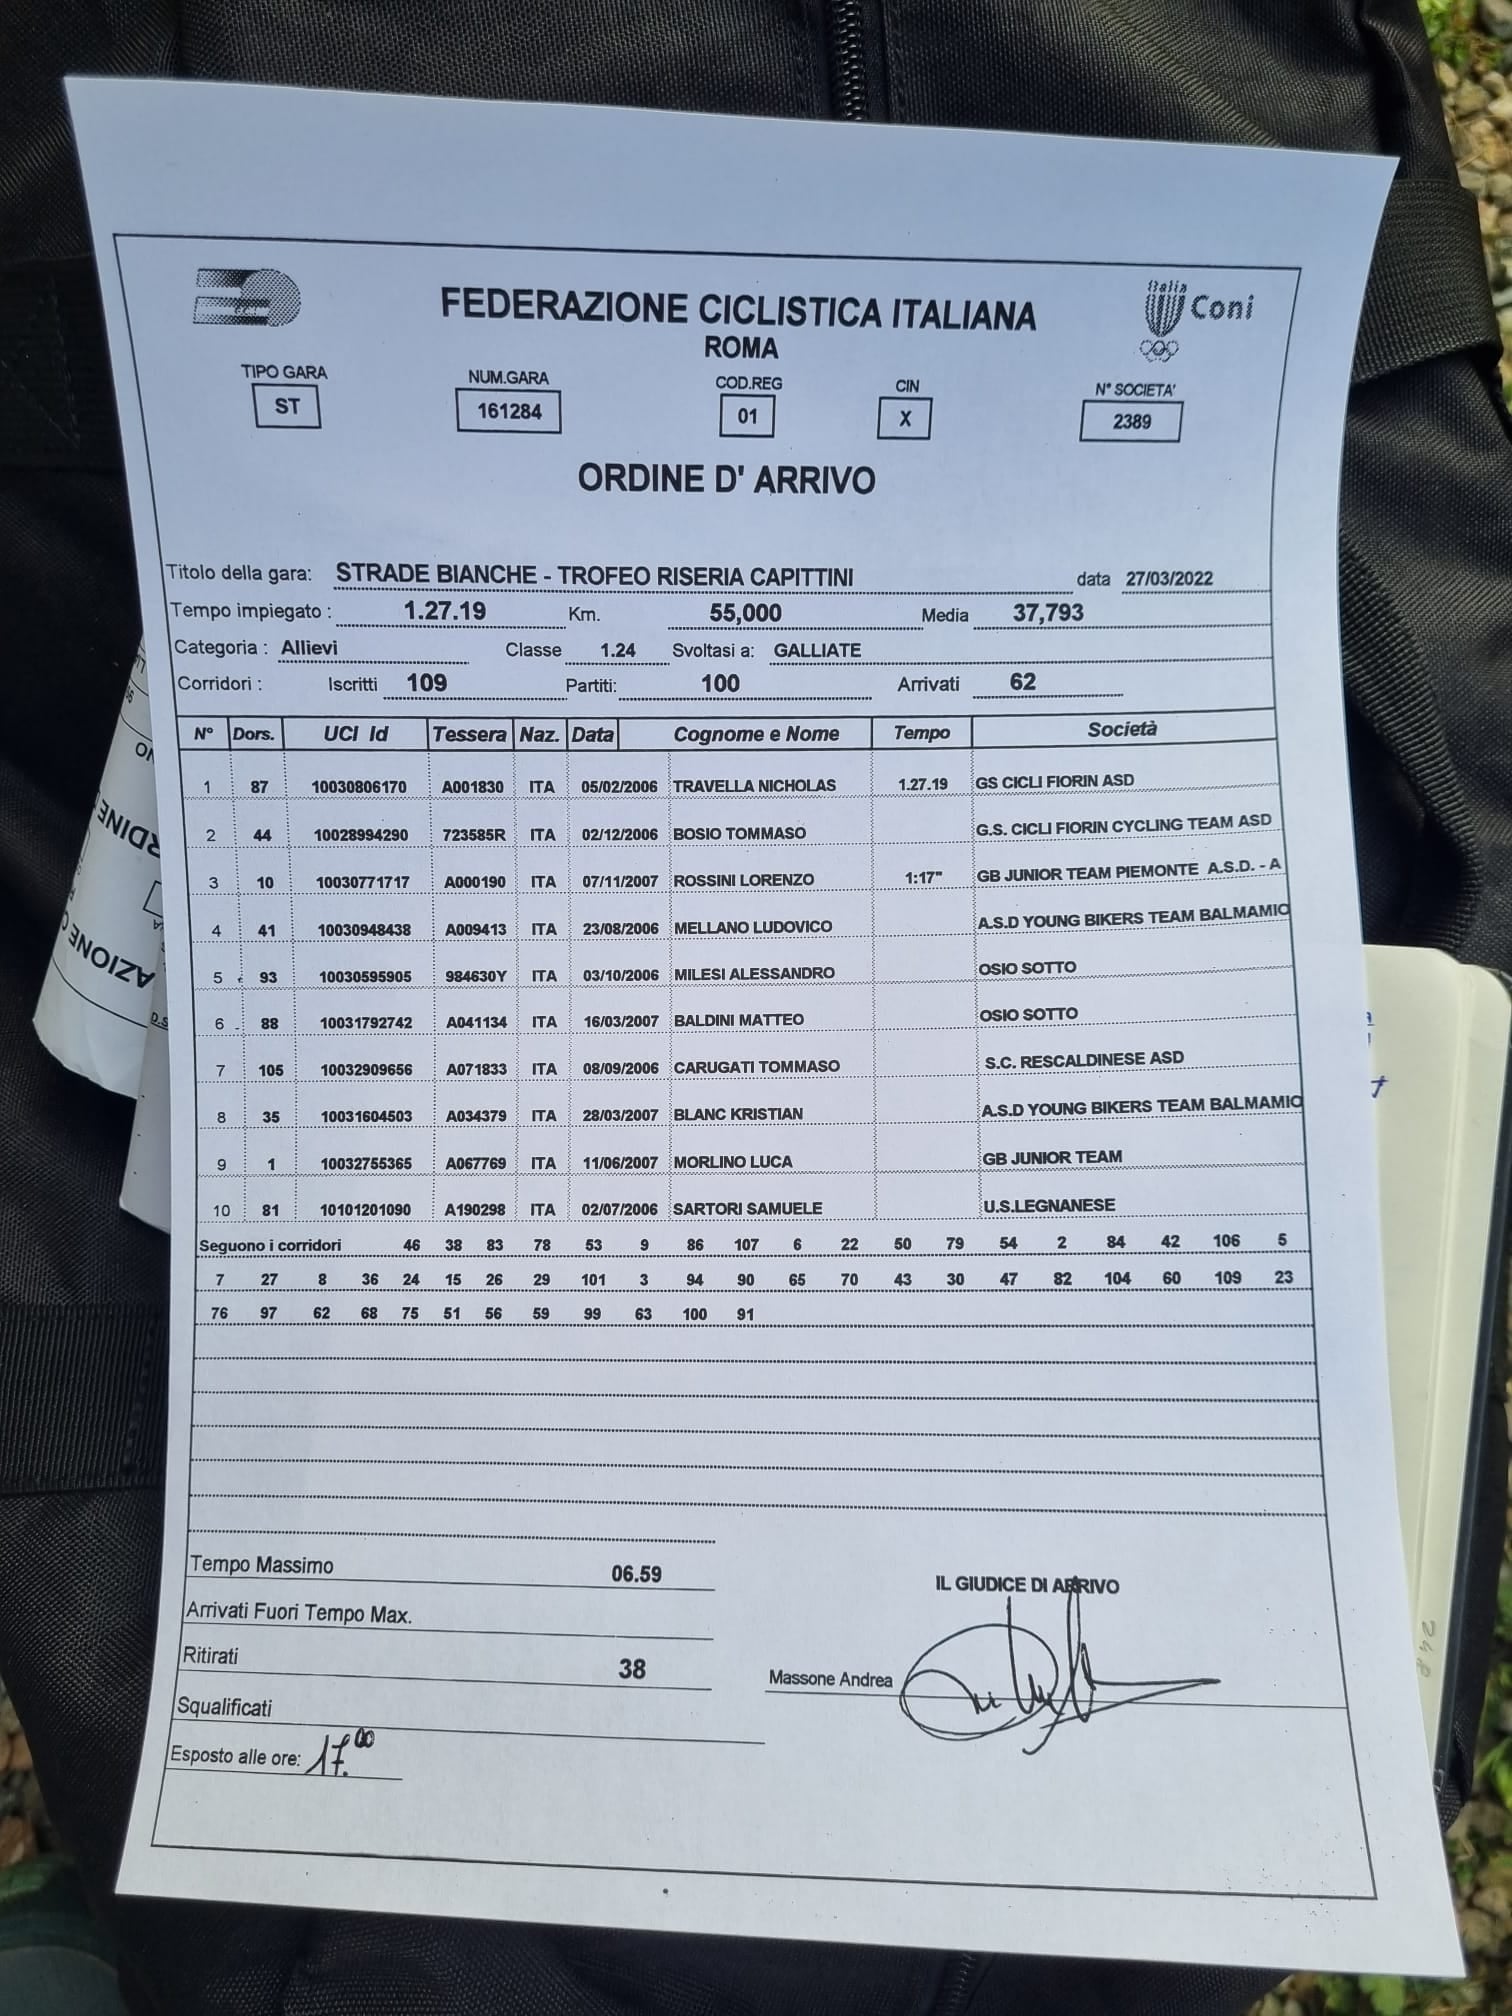 Italia
Coni
FEDERAZIONE CICLISTICA ITALIANA
ROMA
TIPO GARA NUM.GARA COD.REG CIN N° SOCIETA'
ST 161284 01 X 2389
ORDINE D' ARRIVO
Titolo della gara: STRADE BIANCHE - TROFEO RISERIA CAPITTINI data 27/03/2022
Tempo impiegato : 1.27.19 Km. 55,000 Media 37,793
Categoria : Allievi Classe 1.24 Svoltasi a: GALLIATE
Corridori : Iscritti 109 Partiti: 100 Arrivati 62
N° Dors. UCI Id Tessera Naz. Data Cognome e Nome Tempo Società
1 87 10030806170 A001830 ITA 05/02/2006 TRAVELLA NICHOLAS 1.27.19 GS CICLI FIORIN ASD
2 44 10028994290 723585R ITA 02/12/2006 BOSIO TOMMASO G.S. CICLI FIORIN CYCLING TEAM ASD
3 10 10030771717 A000190 ITA 07/11/2007 ROSSINI LORENZO 1:17" GB JUNIOR TEAM PIEMONTE A.S.D. - A
4 41 10030948438 A009413 ITA 23/08/2006 MELLANO LUDOVICO A.S.D YOUNG BIKERS TEAM BALMAMIO
5 93 10030595905 984630Y ITA 03/10/2006 MILESI ALESSANDRO OSIO SOTTO
6 88 10031792742 A041134 ITA 16/03/2007 BALDINI MATTEO OSIO SOTTO
7 105 10032909656 A071833 ITA 08/09/2006 CARUGATI TOMMASO S.C. RESCALDINESE ASD
8 35 10031604503 A034379 ITA 28/03/2007 BLANC KRISTIAN A.S.D YOUNG BIKERS TEAM BALMAMIO
9 1 10032755365 A067769 ITA 11/06/2007 MORLINO LUCA GB JUNIOR TEAM
10 81 10101201090 A190298 ITA 02/07/2006 SARTORI SAMUELE U.S.LEGNANESE
Seguono i corridori 46 38 83 78 53 9 86 107 6 22 50 79 54 2 84 42 106 5
7 27 8 36 24 15 26 29 101 3 94 90 65 70 43 30 47 82 104 60 109 23
76 97 62 68 75 51 56 59 99 63 100 91
Tempo Massimo 06.59
Arrivati Fuori Tempo Max.
Ritirati 38
Squalificati
Esposto alle ore: 17.00
IL GIUDICE DI ARRIVO
Massone Andrea